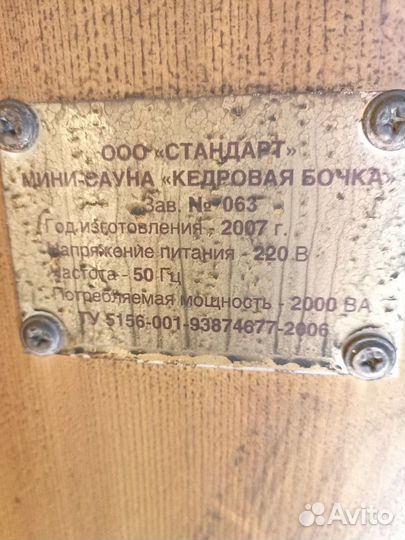 ООО «СТАНДАРТ»
МИНИ-САУНА «КЕДРОВАЯ БОЧКА»
Зав. № 063
Год изготовления - 2007 г.
Напряжение питания - 220 В
Частота - 50 Гц
Потребляемая мощность - 2000 ВА
ТУ 5156-001-93874677-2006
Avito